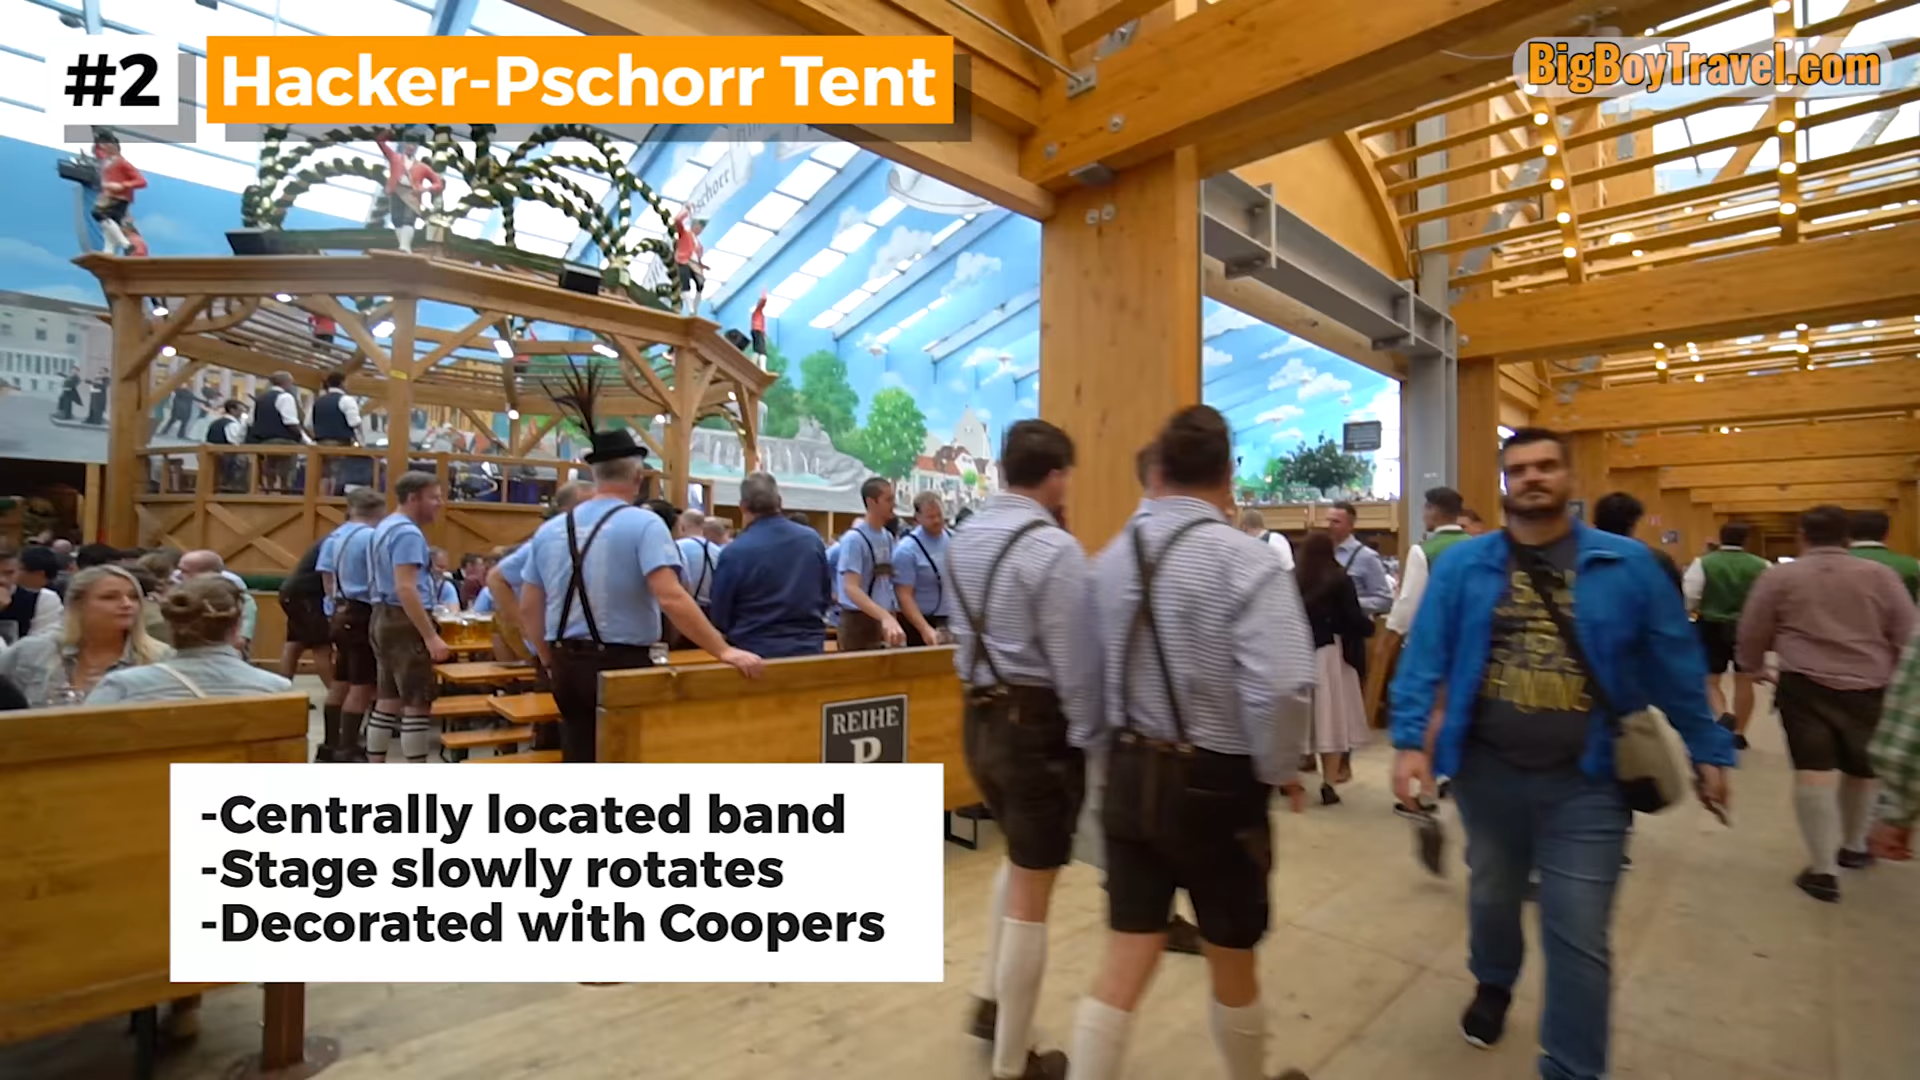 #2 Hacker-Pschorr Tent
BigBoyTravel.com
REIHE
P
-Centrally located band
-Stage slowly rotates
-Decorated with Coopers